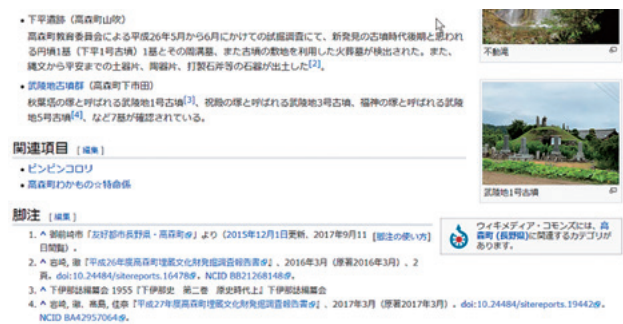 • 下平遺跡（高森町山吹）
高森町教育委員会による平成26年5月から6月にかけての試掘調査にて、新発見の古墳時代後期と思われ
る円墳1基（下平1号古墳）1基とその周溝墓、また古墳の敷地を利用した火葬墓が検出された。また、
縄文から平安までの土器片、陶器片、打製石斧等の石器が出土した[2]。
• 武陵地古墳群（高森町下市田）
秋葉塔の塚と呼ばれる武陵地1号古墳[3]、祝殿の塚と呼ばれる武陵地3号古墳、福神の塚と呼ばれる武陵
地5号古墳[4]、など7基が確認されている。
不動滝
武陵地1号古墳
関連項目 [編集]
• ピンピンコロリ
• 高森町わかもの☆特命係
脚注 [編集]
[脚注の使い方]
1. ^ 御前崎市『友好都市長野県・高森町』より（2015年12月1日更新、2017年9月11
日閲覧）。
2. ^ 岩崎, 徹『平成26年度高森町埋蔵文化財発掘調査報告書』、2016年3月（原著2016年3月）、2
頁。doi:10.24484/sitereports.16478。NCID BB21268148。
3. ^ 下伊那誌編纂会 1955『下伊那史 第二巻 原史時代上』下伊那誌編纂会
4. ^ 岩崎, 徹、馬島, 佳奈『平成27年度高森町埋蔵文化財発掘調査報告書』、2017年3月（原著2017年3月）。doi:10.24484/sitereports.19442。
NCID BA42957064。
ウィキメディア・コモンズには、高
森町 (長野県)に関連するカテゴリが
あります。